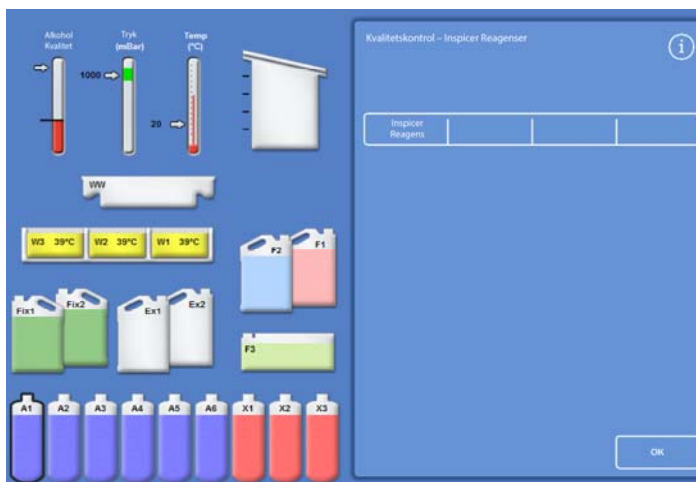 Alkohol
Kvalitet
Tryk
(mBar)
Temp
(°C)
1000
20
WW
W3 39°C
W2 39°C
W1 39°C
F2
F1
Fix1
Fix2
Ex1
Ex2
F3
A1
A2
A3
A4
A5
A6
X1
X2
X3
Kvalitetskontrol – Inspicer Reagenser
i
Inspicer
Reagens
OK